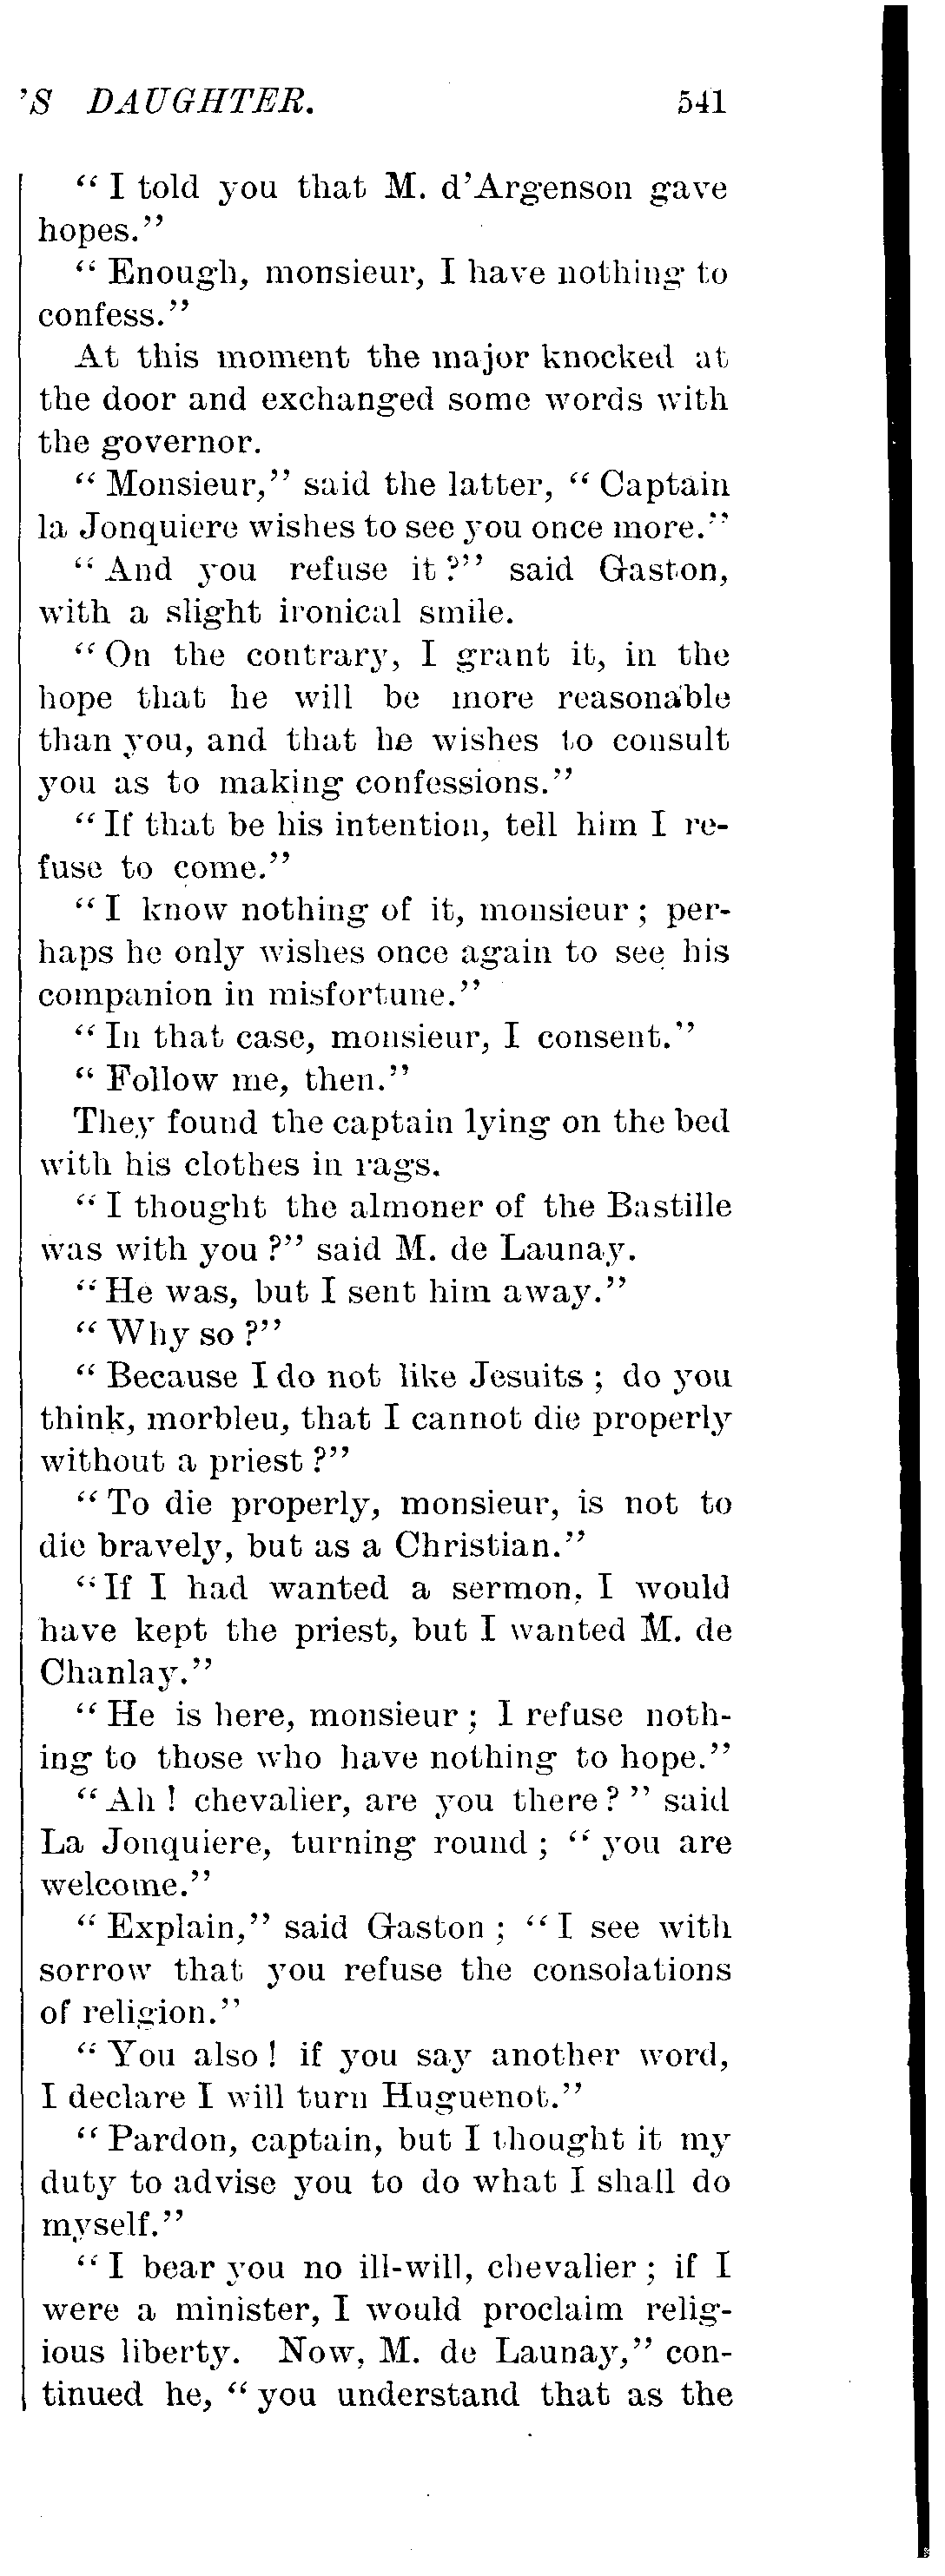 'S DAUGHTER. 541
“ I told you that M. d'Argenson gave
hopes.”
“ Enough, monsieur, I have nothing to
confess.”
At this moment the major knocked at
the door and exchanged some words with
the governor.
“ Monsieur,” said the latter, “ Captain
la Jonquiere wishes to see you once more.”
“ And you refuse it ?” said Gaston,
with a slight ironical smile.
“ On the contrary, I grant it, in the
hope that he will be more reasonable
than you, and that he wishes to consult
you as to making confessions.”
“ If that be his intention, tell him I re-
fuse to come.”
“ I know nothing of it, monsieur ; per-
haps he only wishes once again to see his
companion in misfortune.”
“ In that case, monsieur, I consent.”
“ Follow me, then.”
They found the captain lying on the bed
with his clothes in rags.
“ I thought the almoner of the Bastille
was with you ?” said M. de Launay.
“ He was, but I sent him away.”
“ Why so ?”
“ Because I do not like Jesuits ; do you
think, morbleu, that I cannot die properly
without a priest ?”
“ To die properly, monsieur, is not to
die bravely, but as a Christian.”
“ If I had wanted a sermon, I would
have kept the priest, but I wanted M. de
Chanlay.”
“ He is here, monsieur ; I refuse noth-
ing to those who have nothing to hope.”
“ Ah ! chevalier, are you there ? ” said
La Jonquiere, turning round ; “ you are
welcome.”
“ Explain,” said Gaston ; “ I see with
sorrow that you refuse the consolations
of religion.”
“ You also ! if you say another word,
I declare I will turn Huguenot.”
“ Pardon, captain, but I thought it my
duty to advise you to do what I shall do
myself.”
“ I bear you no ill-will, chevalier ; if I
were a minister, I would proclaim relig-
ious liberty. Now, M. de Launay,” con-
tinued he, “ you understand that as the